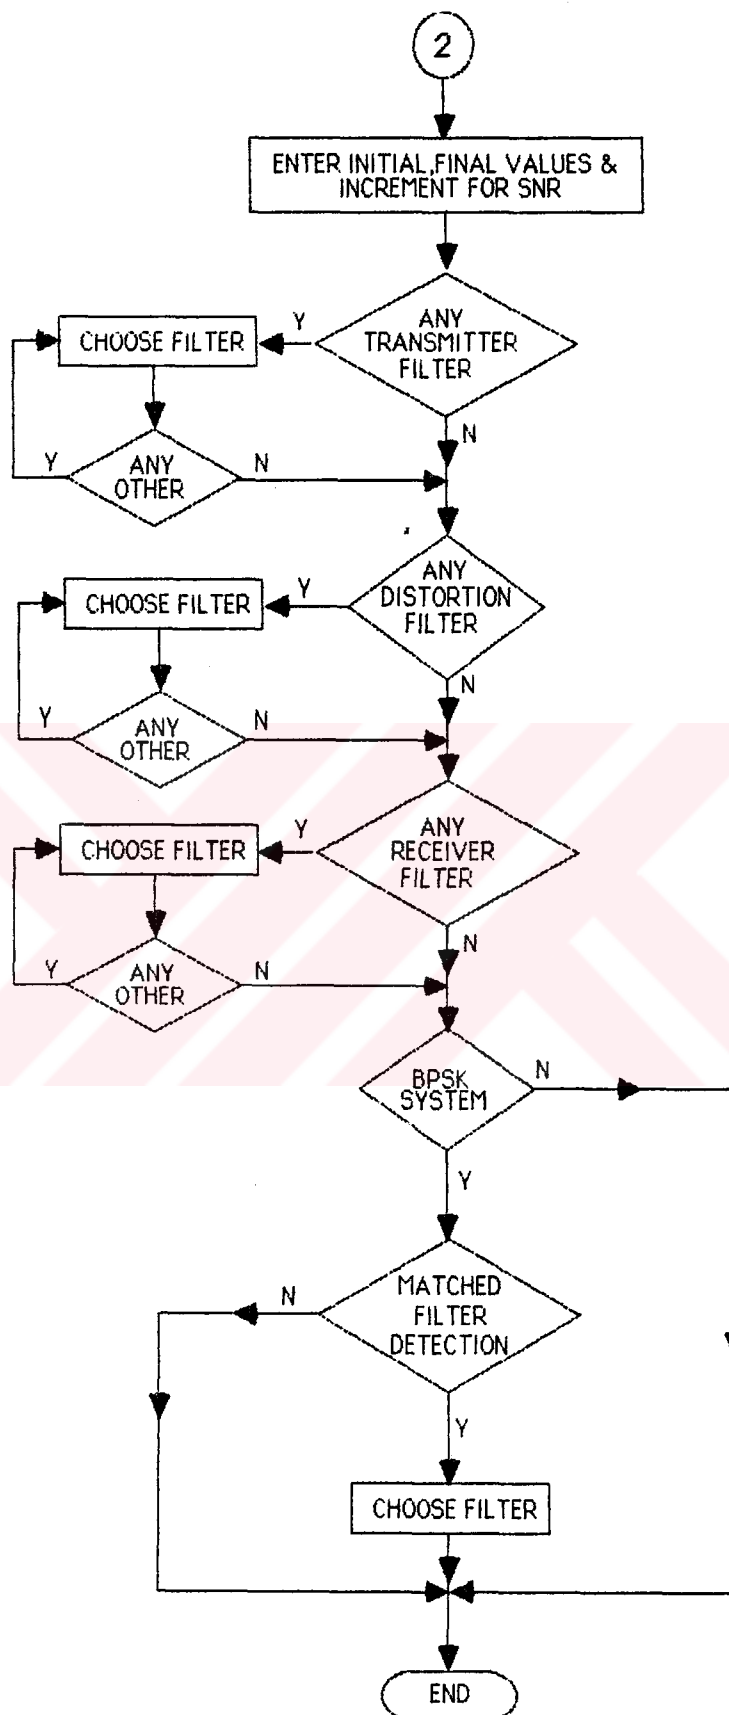 2
ENTER INITIAL,FINAL VALUES &
INCREMENT FOR SNR
ANY
TRANSMITTER
FILTER
Y
CHOOSE FILTER
N
ANY
OTHER
Y
N
ANY
DISTORTION
FILTER
Y
CHOOSE FILTER
N
ANY
OTHER
Y
N
ANY
RECEIVER
FILTER
Y
CHOOSE FILTER
N
ANY
OTHER
Y
N
BPSK
SYSTEM
N
Y
MATCHED
FILTER
DETECTION
N
Y
CHOOSE FILTER
END